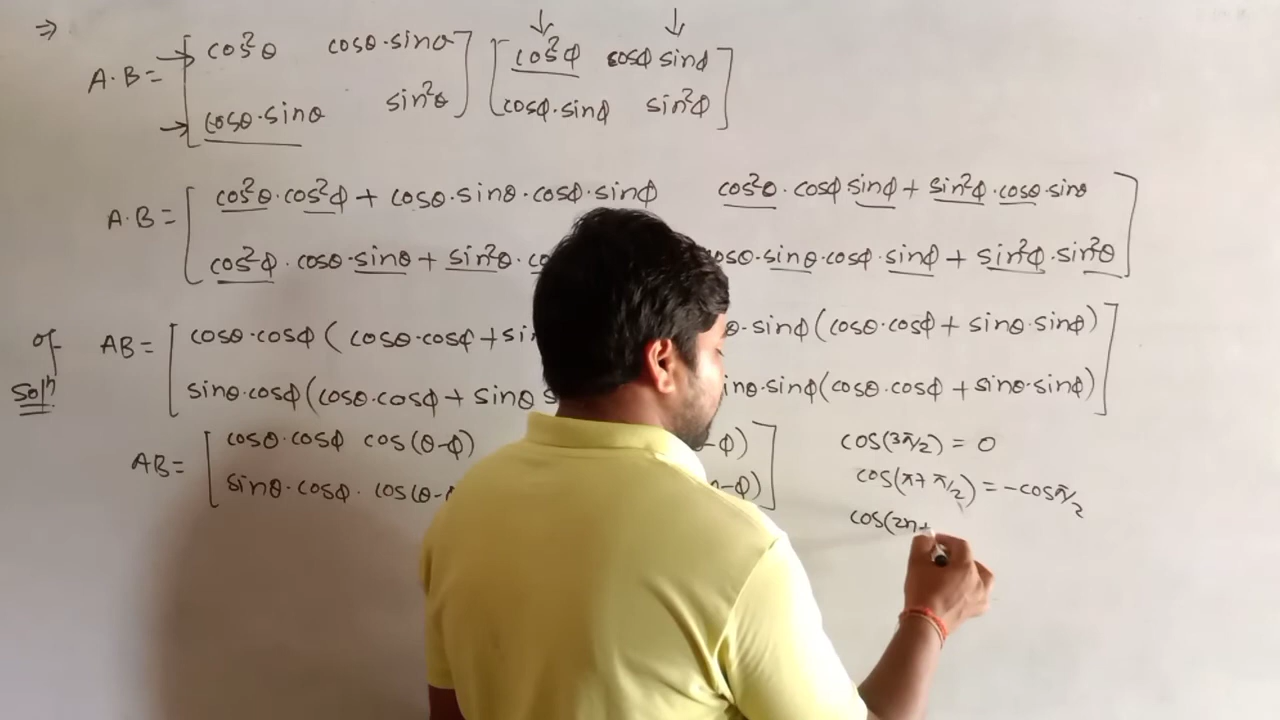 ⇒ A·B = [ cos²θ cosθ·sinθ ] [ cos²ϕ cosϕ sinϕ ]
cosθ·sinθ sin²θ cosϕ·sinϕ sin²ϕ
A·B = [ cos²θ·cos²ϕ + cosθ·sinθ·cosϕ·sinϕ cos²θ·cosϕ sinϕ + sin²ϕ·cosθ·sinθ ]
cos²ϕ·cosθ·sinθ + sin²θ· osθ·sinθ·cosϕ·sinϕ + sin²ϕ·sin²θ
of AB = [ cosθ·cosϕ ( cosθ·cosϕ + sin θ·sinϕ (cosθ·cosϕ + sinθ·sinϕ) ]
solⁿ sinθ·cosϕ (cosθ·cosϕ + sinθ s inθ·sinϕ (cosθ·cosϕ + sinθ·sinϕ)
AB = [ cosθ·cosϕ cos(θ-ϕ) -ϕ) ]
sinθ·cosϕ·cos(θ- -ϕ)
cos(3π/2) = 0
cos(π+π/2) = -cosπ/2
cos(2n+